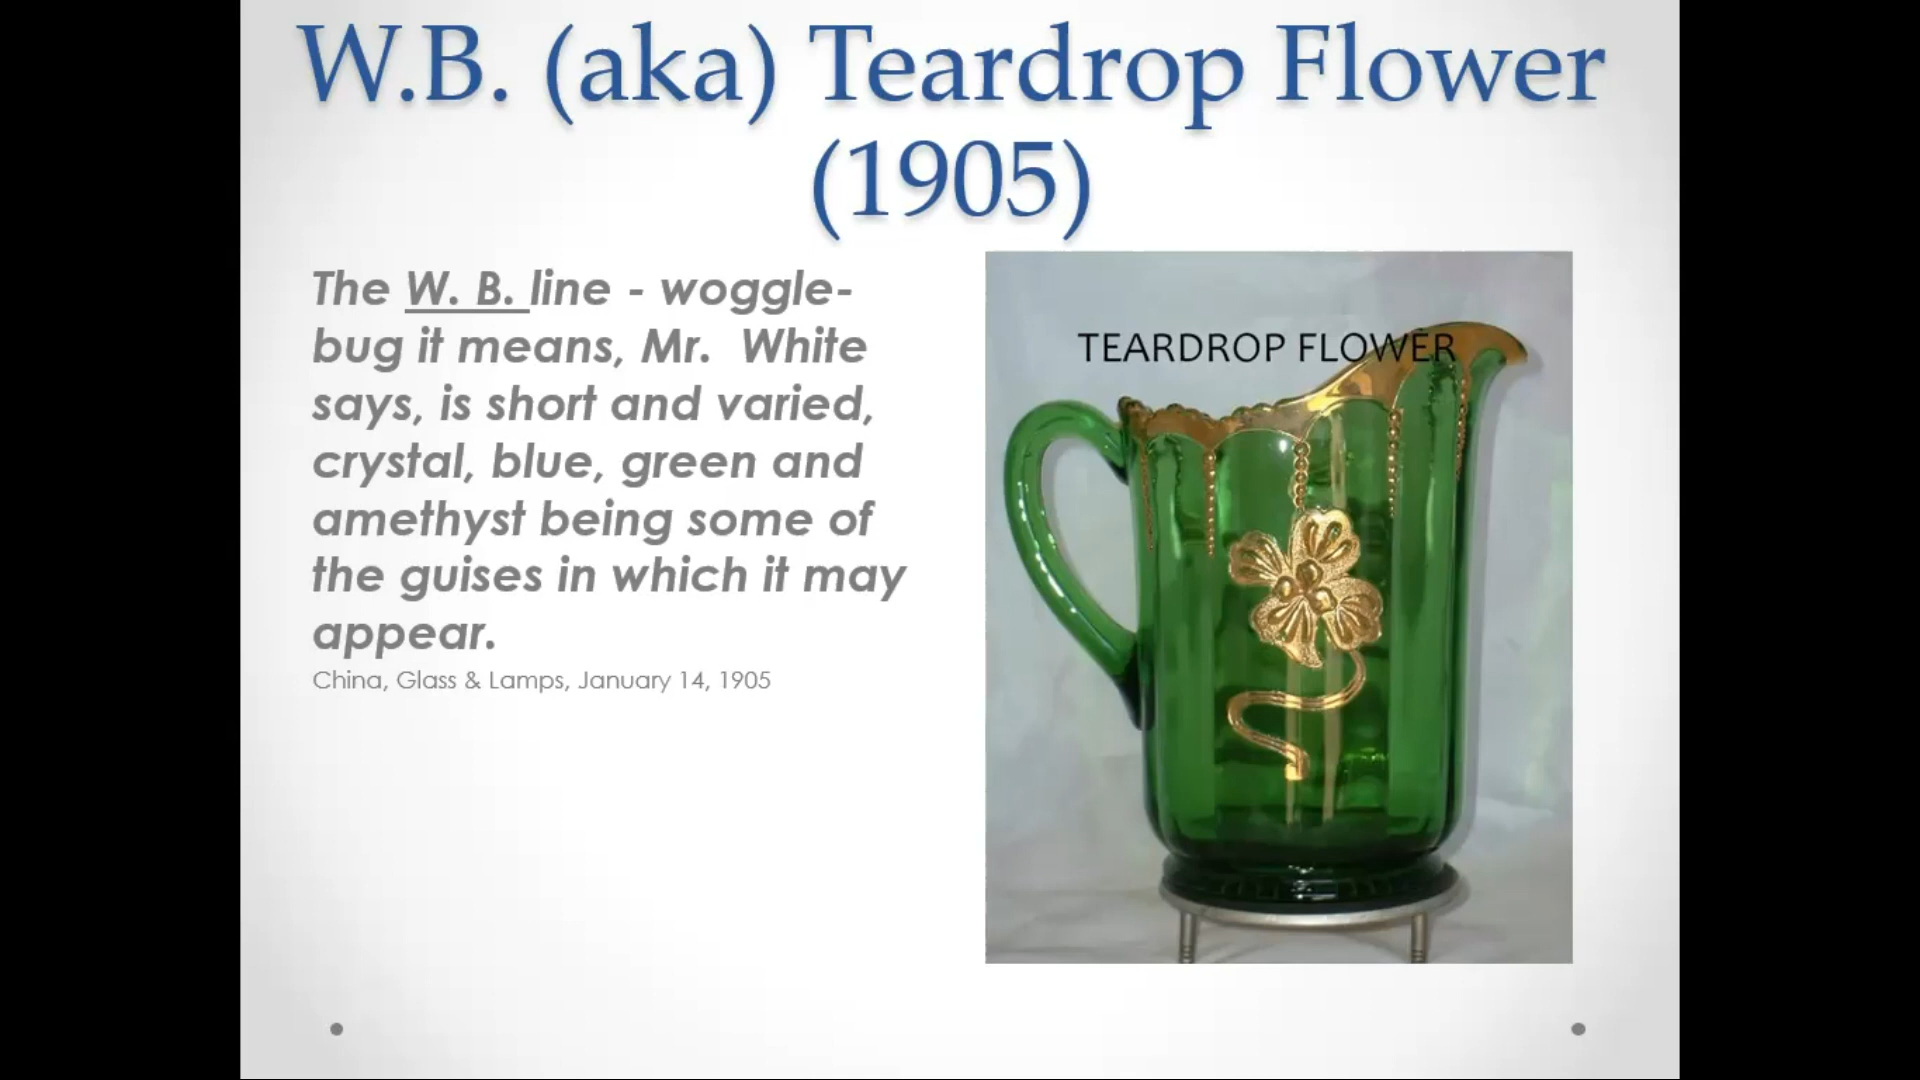 W.B. (aka) Teardrop Flower
(1905)
The W. B. line - woggle-
bug it means, Mr. White
says, is short and varied,
crystal, blue, green and
amethyst being some of
the guises in which it may
appear.
China, Glass & Lamps, January 14, 1905
TEARDROP FLOWER